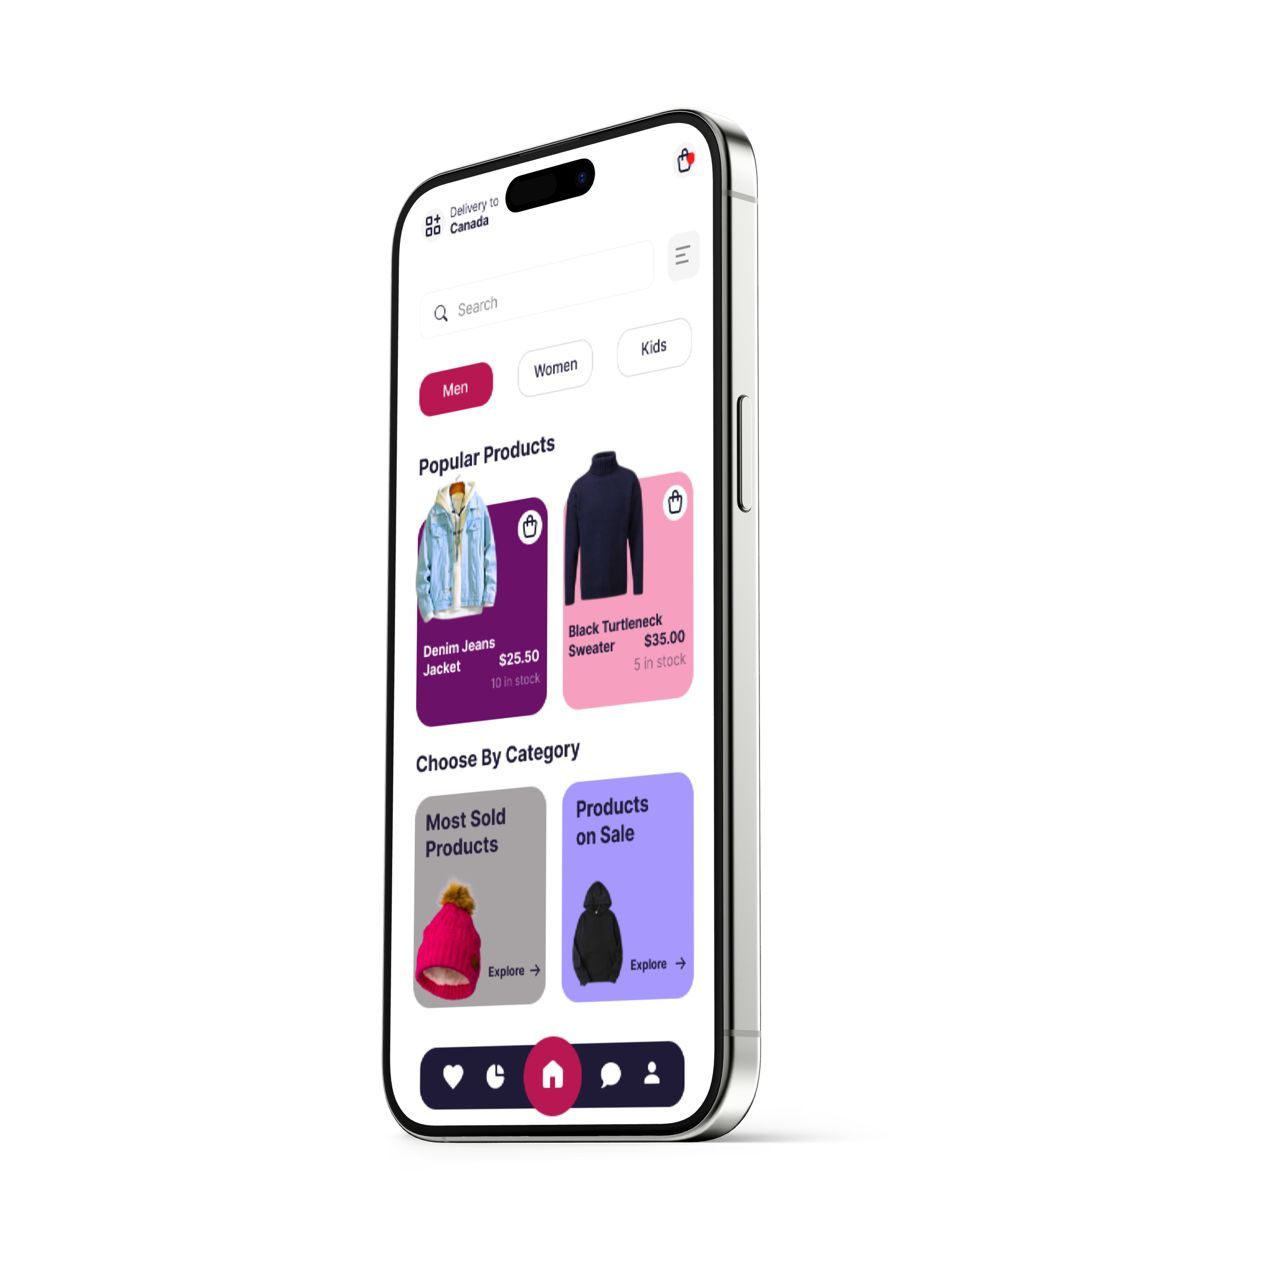 Delivery to
Canada
Search
Men
Women
Kids
Popular Products
Denim Jeans
Jacket
$25.50
10 in stock
Black Turtleneck
Sweater
$35.00
5 in stock
Choose By Category
Most Sold
Products
Explore →
Products
on Sale
Explore →